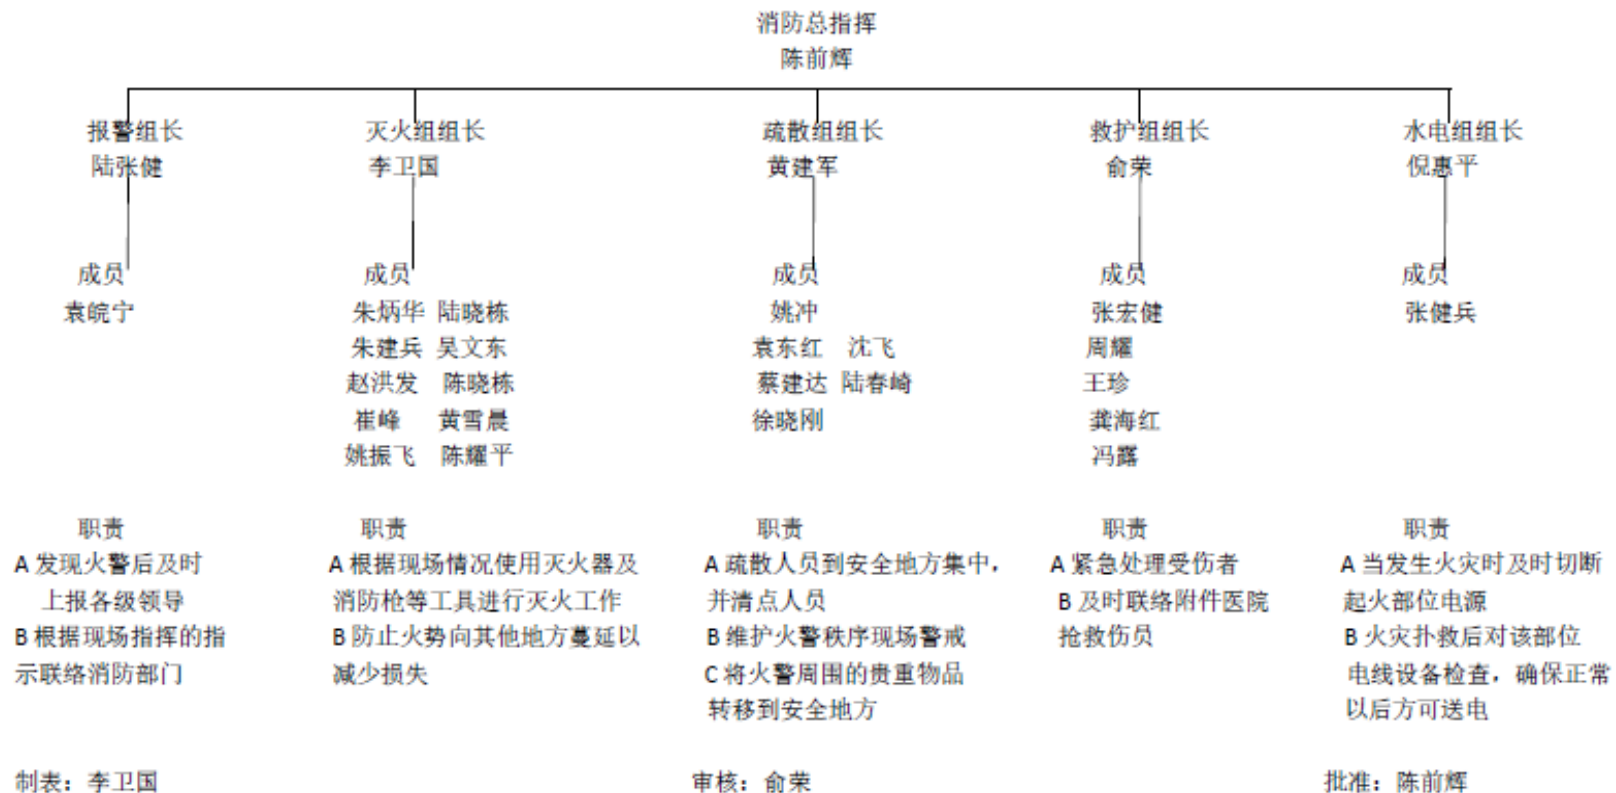 消防总指挥
陈前辉
报警组长
陆张健
成员
袁皖宁
职责
A 发现火警后及时
上报各级领导
B 根据现场指挥的指
示联络消防部门
灭火组组长
李卫国
成员
朱炳华 陆晓栋
朱建兵 吴文东
赵洪发 陈晓栋
崔峰 黄雪晨
姚振飞 陈耀平
职责
A 根据现场情况使用灭火器及
消防枪等工具进行灭火工作
B 防止火势向其他地方蔓延以
减少损失
疏散组组长
黄建军
成员
姚冲
袁东红 沈飞
蔡建达 陆春崎
徐晓刚
职责
A 疏散人员到安全地方集中，
并清点人员
B 维护火警秩序现场警戒
C 将火警周围的贵重物品
转移到安全地方
救护组组长
俞荣
成员
张宏健
周耀
王珍
龚海红
冯露
职责
A 紧急处理受伤者
B 及时联络附件医院
抢救伤员
水电组组长
倪惠平
成员
张健兵
职责
A 当发生火灾时及时切断
起火部位电源
B 火灾扑救后对该部位
电线设备检查，确保正常
以后方可送电
制表：李卫国
审核：俞荣
批准：陈前辉